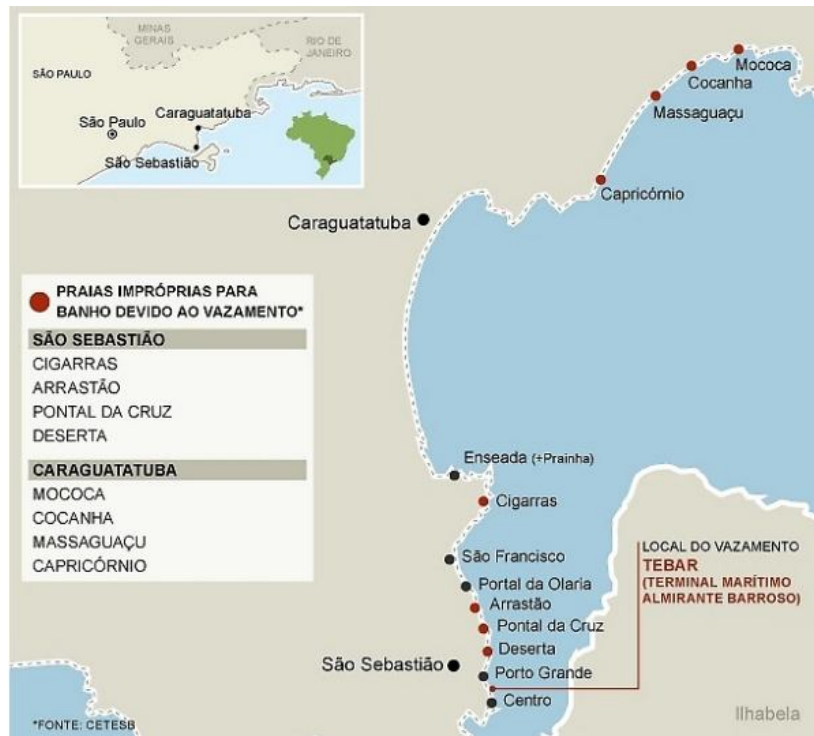 MINAS
GERAIS
RIO DE
JANEIRO
SÃO PAULO
Caraguatatuba
São Paulo
São Sebastião
Mococa
Cocanha
Massaguaçu
Capricórnio
Caraguatatuba
PRAIAS IMPRÓPRIAS PARA
BANHO DEVIDO AO VAZAMENTO*
SÃO SEBASTIÃO
CIGARRAS
ARRASTÃO
PONTAL DA CRUZ
DESERTA
CARAGUATATUBA
MOCOCA
COCANHA
MASSAGUAÇU
CAPRICÓRNIO
Enseada (+Prainha)
Cigarras
São Francisco
Portal da Olaria
Arrastão
Pontal da Cruz
Deserta
São Sebastião
Porto Grande
Centro
LOCAL DO VAZAMENTO
TEBAR
(TERMINAL MARÍTIMO
ALMIRANTE BARROSO)
Ilhabela
*FONTE: CETESB